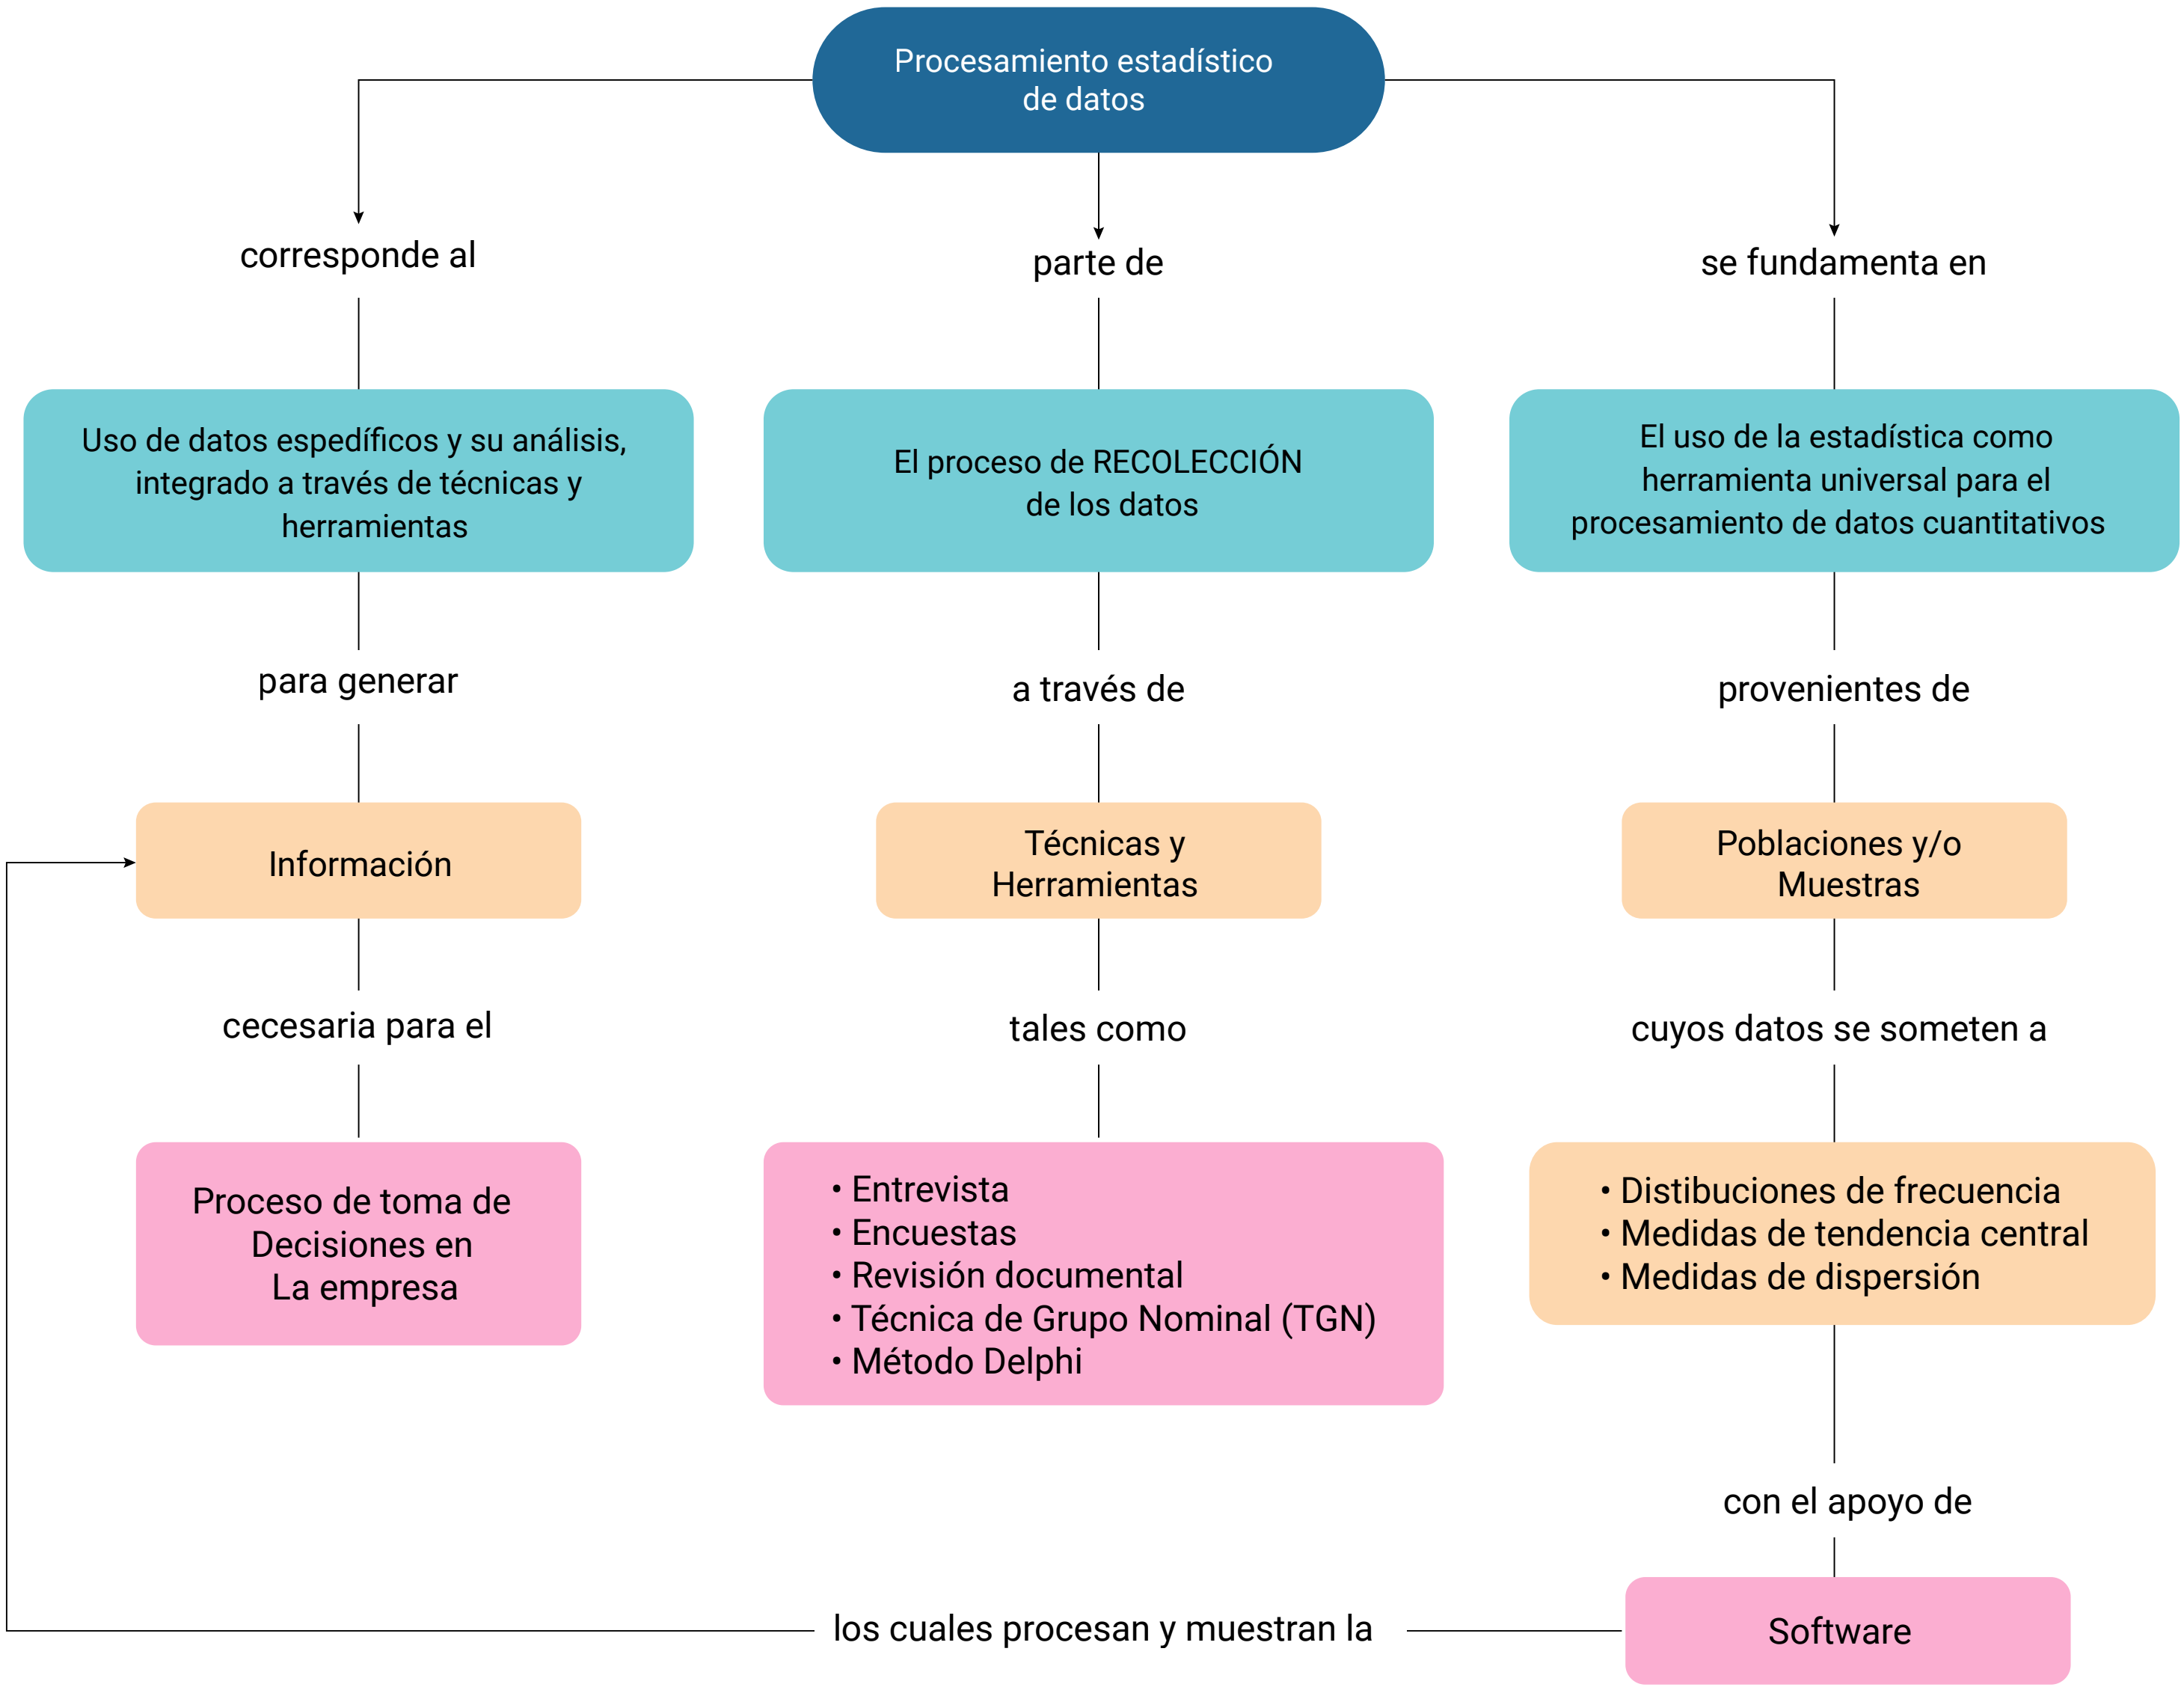 Procesamiento estadístico
de datos
corresponde al
parte de
se fundamenta en
Uso de datos espedíficos y su análisis,
integrado a través de técnicas y
herramientas
El proceso de RECOLECCIÓN
de los datos
El uso de la estadística como
herramienta universal para el
procesamiento de datos cuantitativos
para generar
a través de
provenientes de
Información
Técnicas y
Herramientas
Poblaciones y/o
Muestras
cecesaria para el
tales como
cuyos datos se someten a
Proceso de toma de
Decisiones en
La empresa
• Entrevista
• Encuestas
• Revisión documental
• Técnica de Grupo Nominal (TGN)
• Método Delphi
• Distibuciones de frecuencia
• Medidas de tendencia central
• Medidas de dispersión
con el apoyo de
los cuales procesan y muestran la
Software